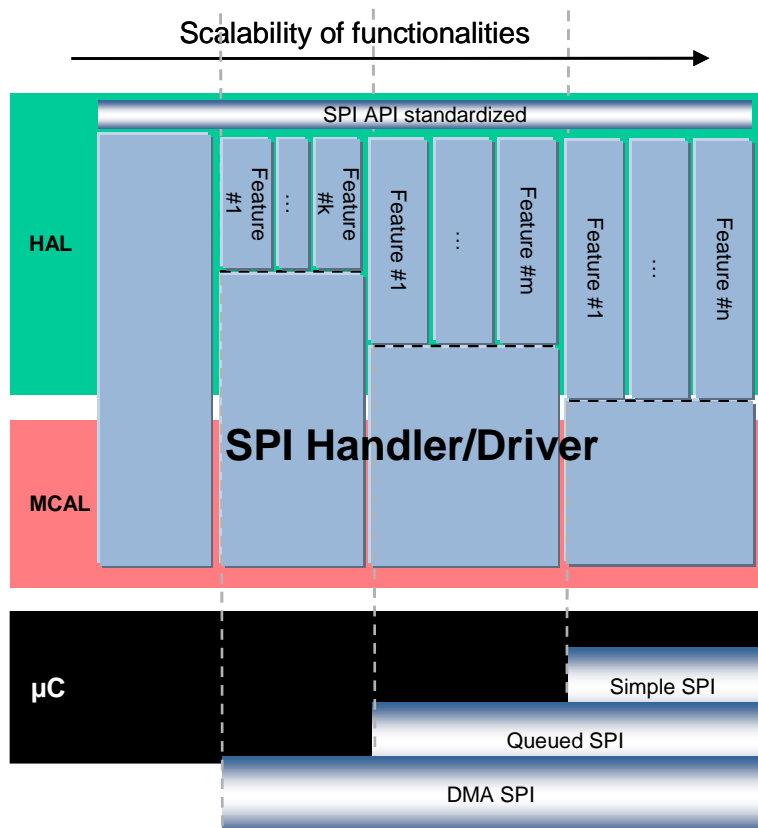 Scalability of functionalities
SPI API standardized
Feature
#1
...
Feature
#k
Feature #1
...
Feature #m
Feature #1
...
Feature #n
HAL
SPI Handler/Driver
MCAL
µC
Simple SPI
Queued SPI
DMA SPI